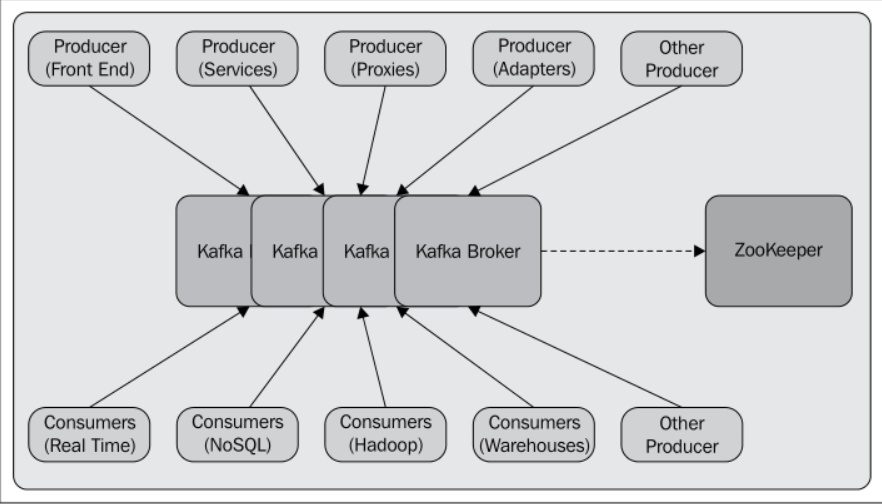 Producer
(Front End)
Producer
(Services)
Producer
(Proxies)
Producer
(Adapters)
Other
Producer
Kafka
Kafka
Kafka
Kafka Broker
ZooKeeper
Consumers
(Real Time)
Consumers
(NoSQL)
Consumers
(Hadoop)
Consumers
(Warehouses)
Other
Producer